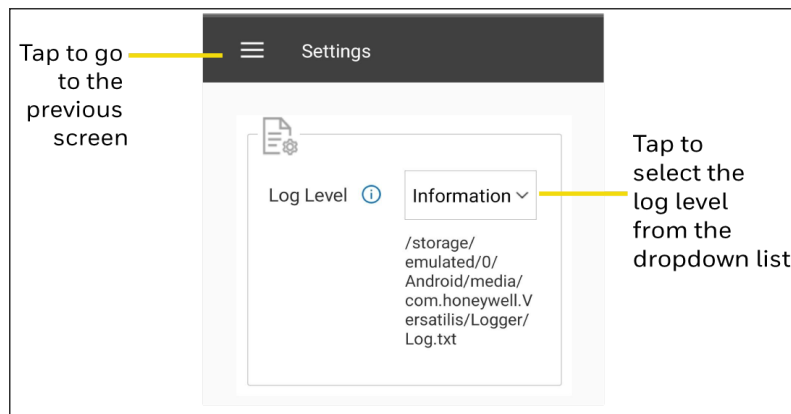 Tap to go
to the
previous
screen
Settings
Log Level
Information
/storage/
emulated/0/
Android/media/
com.honeywell.V
ersatilis/Logger/
Log.txt
Tap to
select the
log level
from the
dropdown list